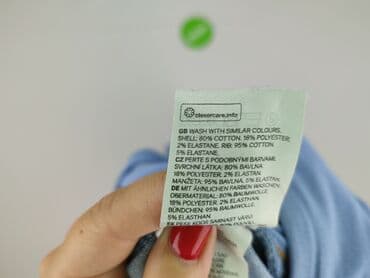 clevercare.info
GB WASH WITH SIMILAR COLOURS.
SHELL: 80% COTTON, 18% POLYESTER,
2% ELASTANE. RIB: 95% COTTON,
5% ELASTANE.
CZ PERTE S PODOBNÝMI BARVAMI.
SVRCHNÍ LÁTKA: 80% BAVLNA
18% POLYESTER, 2% ELASTAN.
MANŽETA: 95% BAVLNA, 5% ELASTAN.
DE MIT ÄHNLICHEN FARBEN WASCHEN.
OBERMATERIAL: 80% BAUMWOLLE,
18% POLYESTER, 2% ELASTHAN
BÜNDCHEN: 95% BAUMWOLLE,
5% ELASTHAN